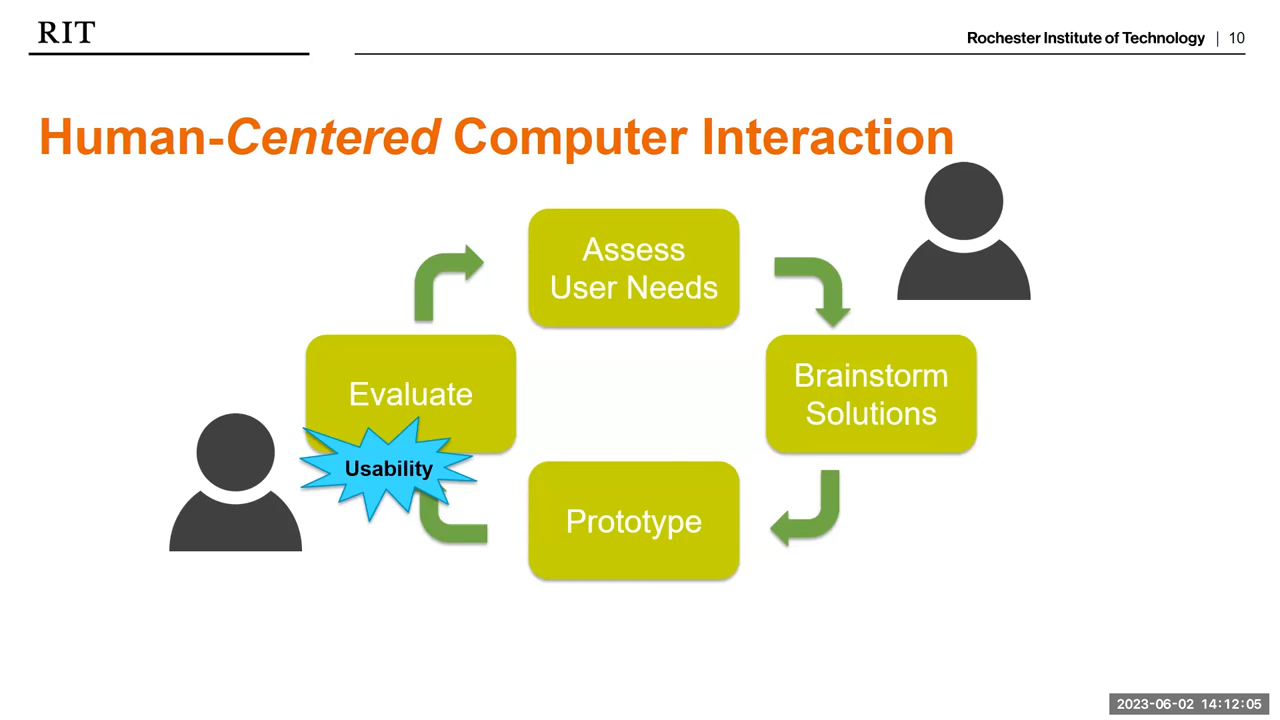 RIT
Rochester Institute of Technology | 10
Human-Centered Computer Interaction
Assess
User Needs
Brainstorm
Solutions
Evaluate
Usability
Prototype
2023-06-02 14:12:05